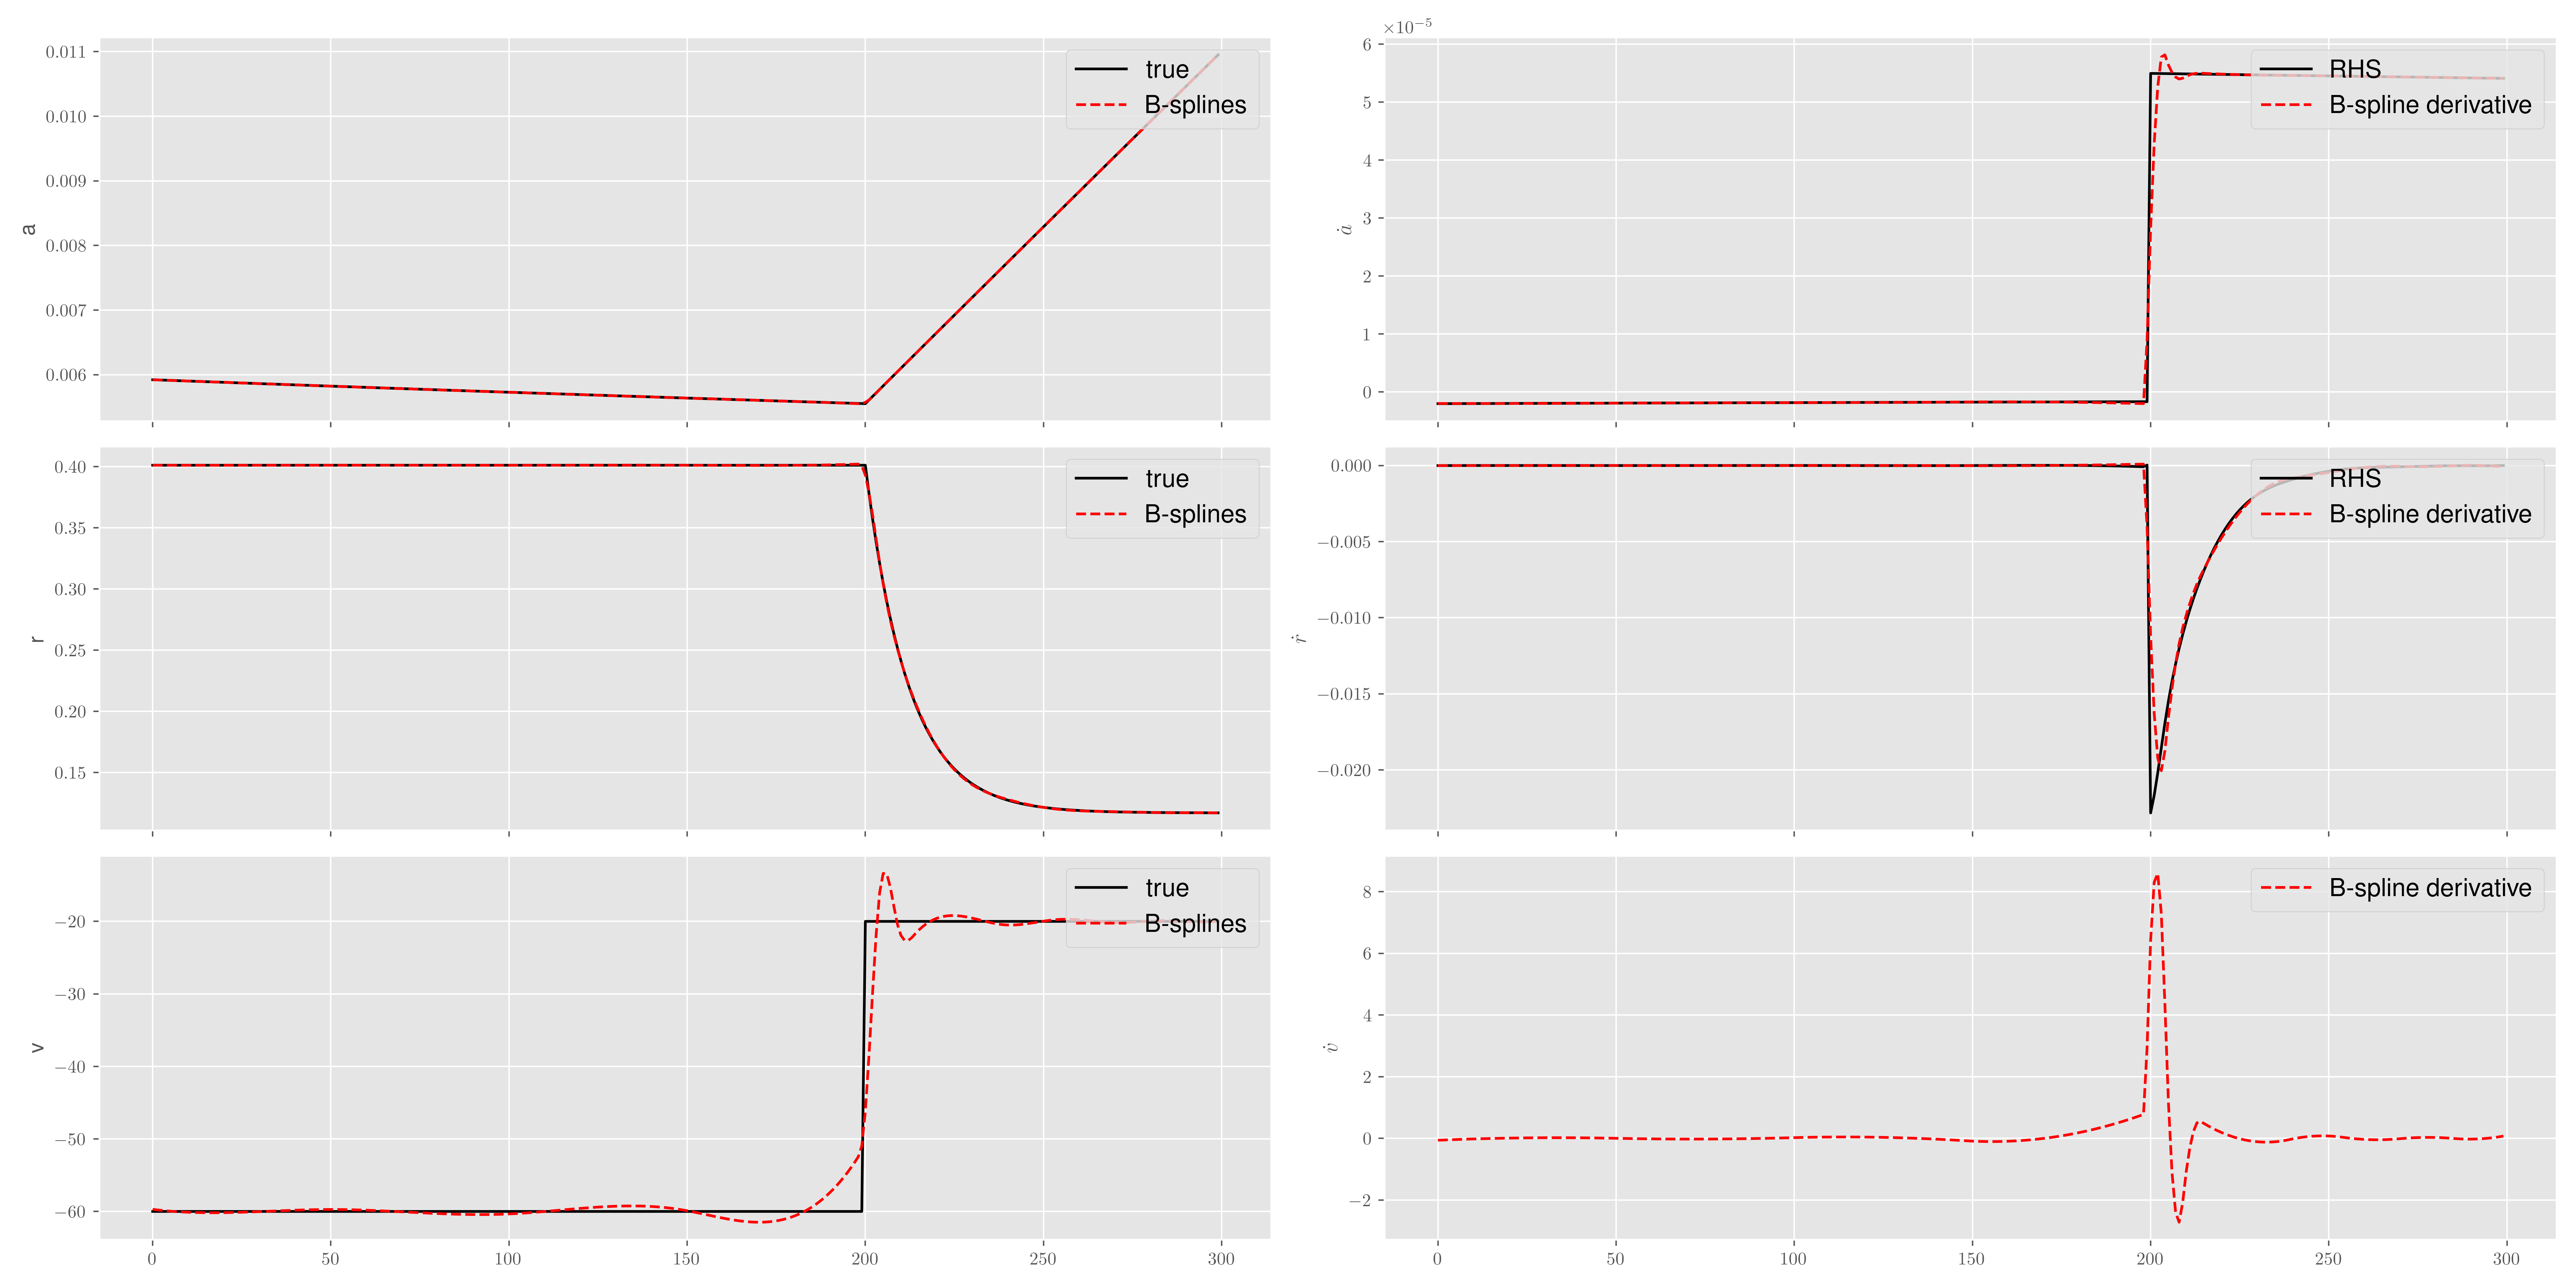 0.011
0.010
0.009
0.008
0.007
0.006
a
true
B-splines
×10⁻⁵
6
5
4
3
2
1
0
ȧ
RHS
B-spline derivative
0.40
0.35
0.30
0.25
0.20
0.15
r
true
B-splines
0.000
−0.005
−0.010
−0.015
−0.020
ṙ
RHS
B-spline derivative
−20
−30
−40
−50
−60
v
true
B-splines
0 50 100 150 200 250 300
8
6
4
2
0
−2
v̇
B-spline derivative
0 50 100 150 200 250 300